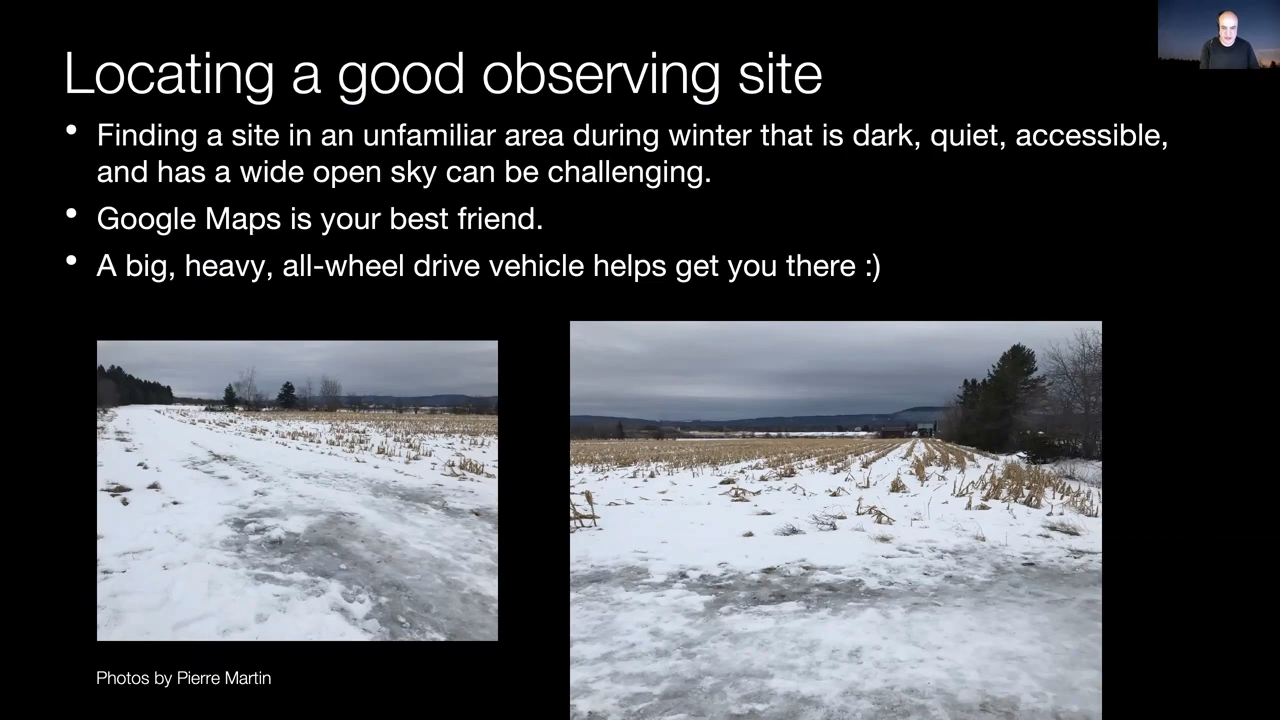 Locating a good observing site
• Finding a site in an unfamiliar area during winter that is dark, quiet, accessible,
and has a wide open sky can be challenging.
• Google Maps is your best friend.
• A big, heavy, all-wheel drive vehicle helps get you there :)
Photos by Pierre Martin